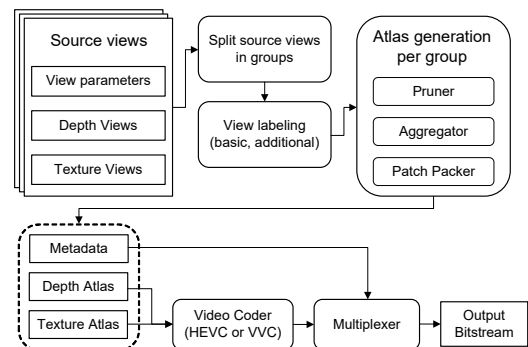 Source views
View parameters
Depth Views
Texture Views
Split source views
in groups
View labeling
(basic, additional)
Atlas generation
per group
Pruner
Aggregator
Patch Packer
Metadata
Depth Atlas
Texture Atlas
Video Coder
(HEVC or VVC)
Multiplexer
Output
Bitstream